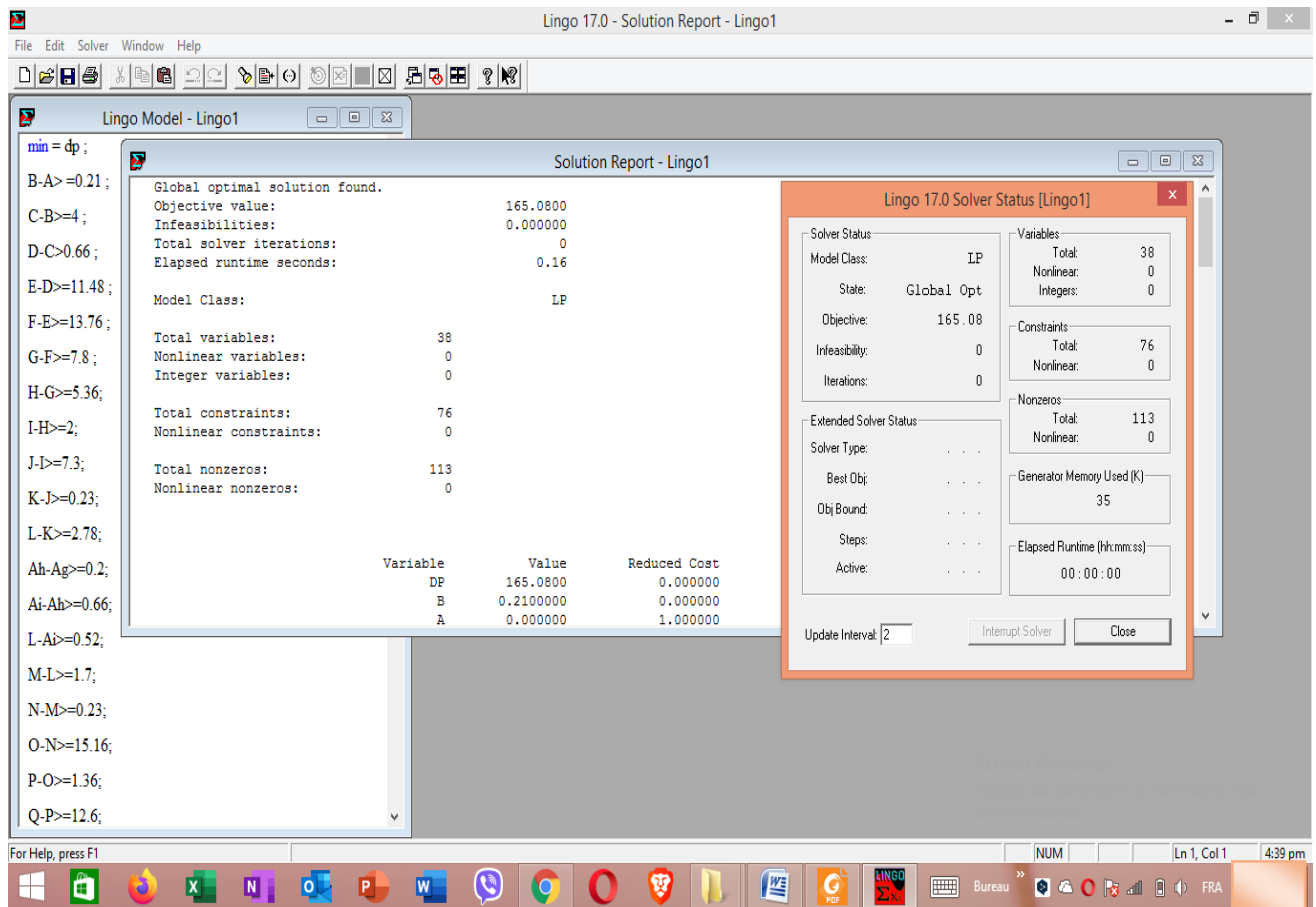 Lingo 17.0 - Solution Report - Lingo1
File Edit Solver Window Help
Lingo Model - Lingo1
min = dp ;
B-A> =0.21 ;
C-B>=4 ;
D-C>0.66 ;
E-D>=11.48 ;
F-E>=13.76 ;
G-F>=7.8 ;
H-G>=5.36;
I-H>=2;
J-I>=7.3;
K-J>=0.23;
L-K>=2.78;
Ah-Ag>=0.2;
Ai-Ah>=0.66;
L-Ai>=0.52;
M-L>=1.7;
N-M>=0.23;
O-N>=15.16;
P-O>=1.36;
Q-P>=12.6;
Solution Report - Lingo1
Global optimal solution found.
Objective value: 165.0800
Infeasibilities: 0.000000
Total solver iterations: 0
Elapsed runtime seconds: 0.16
Model Class: LP
Total variables: 38
Nonlinear variables: 0
Integer variables: 0
Total constraints: 76
Nonlinear constraints: 0
Total nonzeros: 113
Nonlinear nonzeros: 0
Variable Value Reduced Cost
DP 165.0800 0.000000
B 0.2100000 0.000000
A 0.000000 1.000000
Lingo 17.0 Solver Status [Lingo1]
Solver Status
Model Class: LP
State: Global Opt
Objective: 165.08
Infeasibility: 0
Iterations: 0
Extended Solver Status
Solver Type: . . .
Best Obj: . . .
Obj Bound: . . .
Steps: . . .
Active: . . .
Variables
Total: 38
Nonlinear: 0
Integers: 0
Constraints
Total: 76
Nonlinear: 0
Nonzeros
Total: 113
Nonlinear: 0
Generator Memory Used (K)
35
Elapsed Runtime (hh:mm:ss)
00:00:00
Update Interval: 2
Interrupt Solver
Close
For Help, press F1
NUM
Ln 1, Col 1
4:39 pm
LINGO
PDF
Bureau
FRA